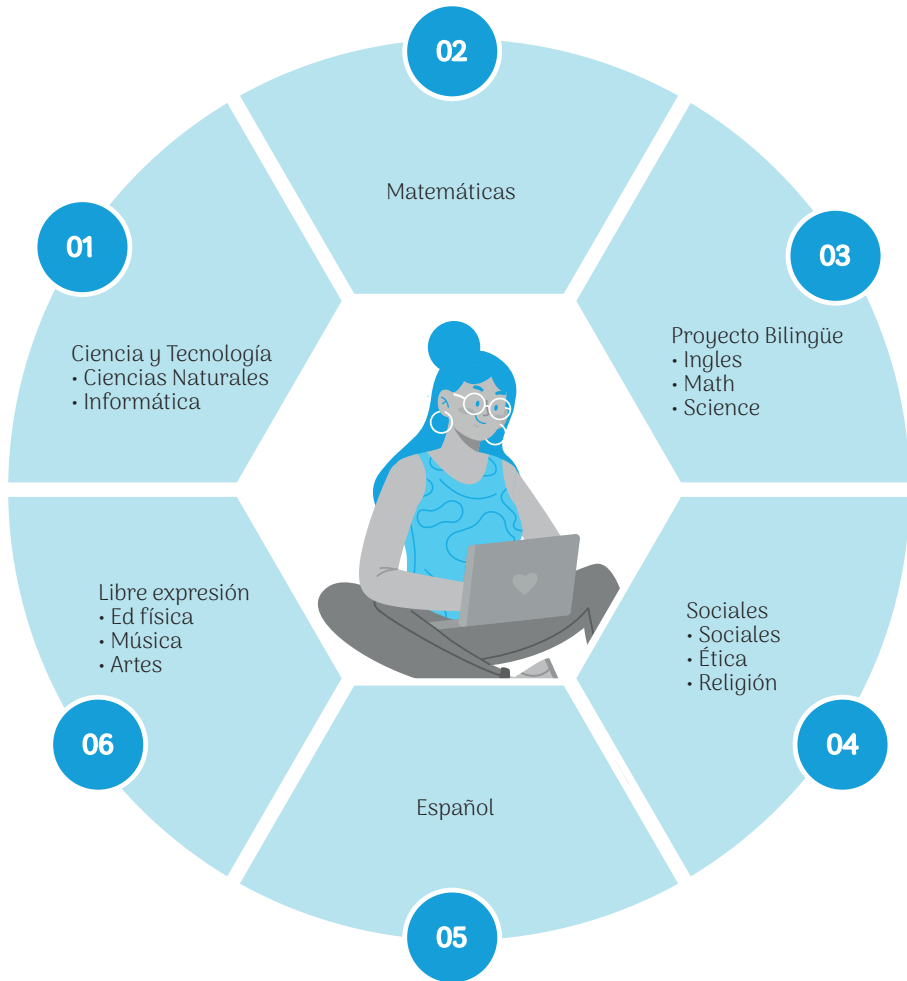 01
Ciencia y Tecnología
• Ciencias Naturales
• Informática
02
Matemáticas
03
Proyecto Bilingüe
• Ingles
• Math
• Science
04
Sociales
• Sociales
• Ética
• Religión
05
Español
06
Libre expresión
• Ed física
• Música
• Artes